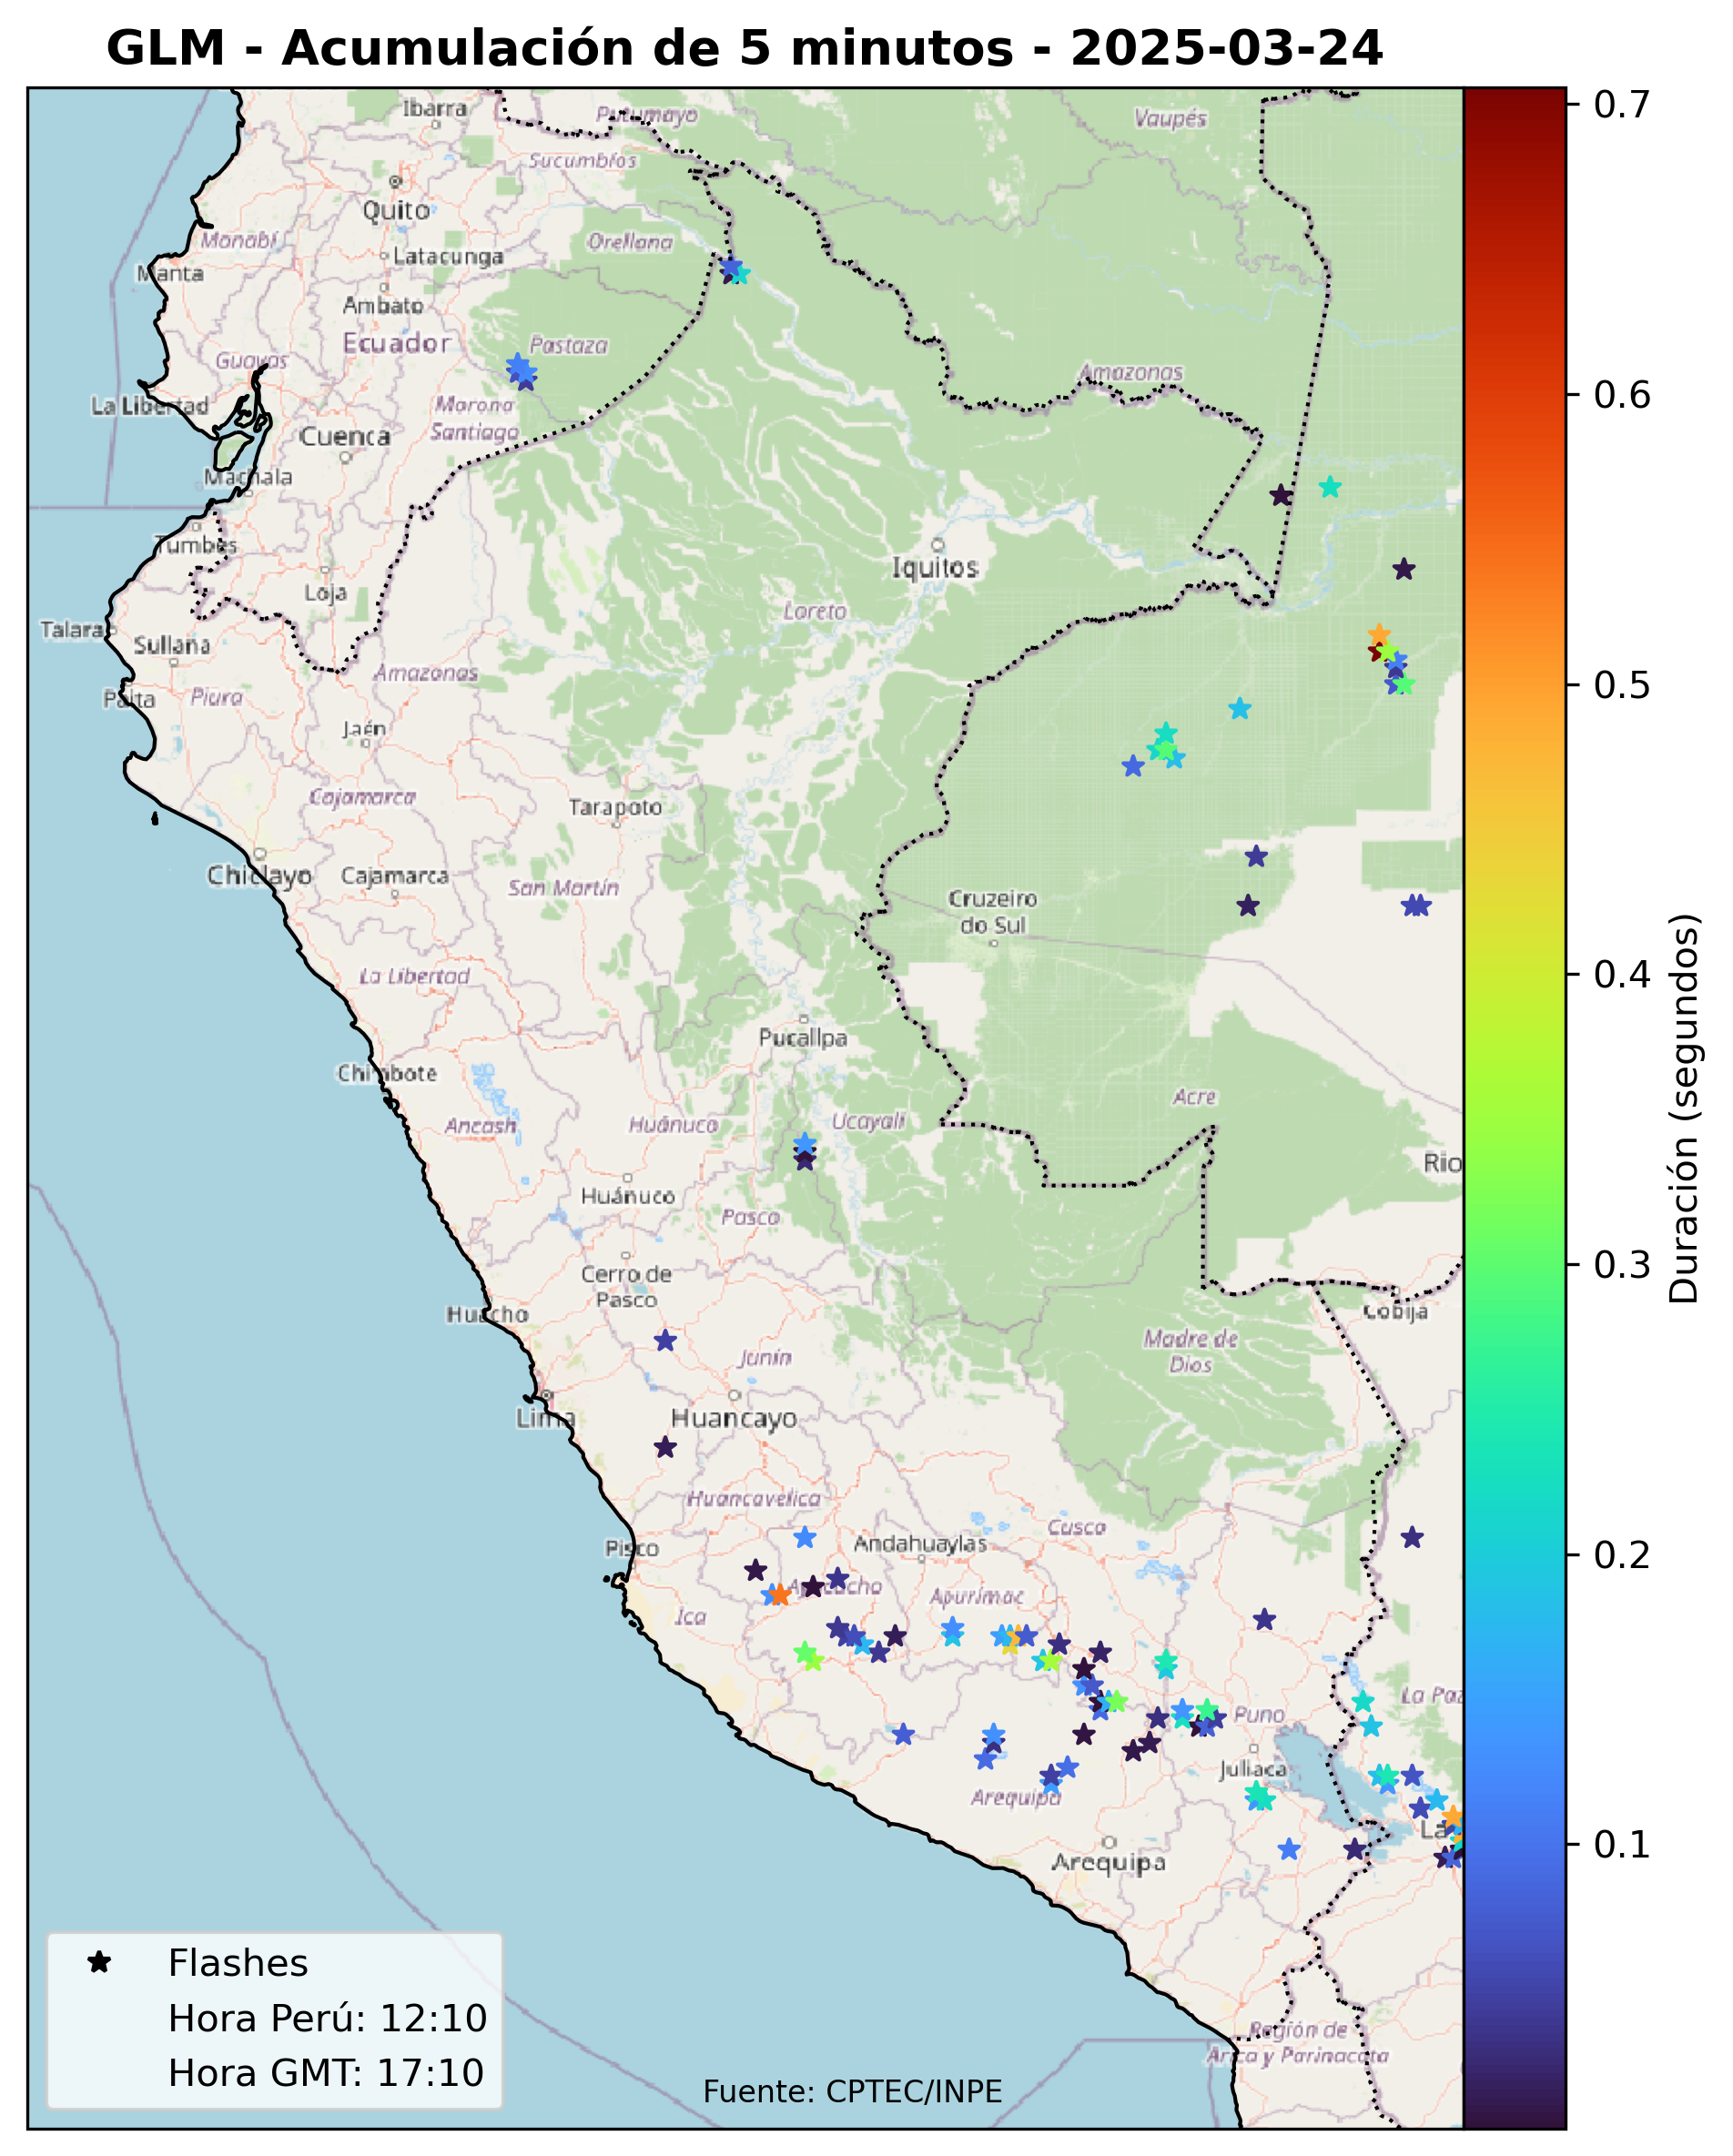 GLM - Acumulación de 5 minutos - 2025-03-24
Ibarra
Putumayo
Vaupés
Sucumbíos
Quito
Orellana
Manabí
Latacunga
Manta
Ambato
Ecuador
Pastaza
Guayas
Amazonas
La Libertad
Morona
Santiago
Cuenca
Machala
Tumbes
Iquitos
Loja
Loreto
Talara
Sullana
Amazonas
Paita
Piura
Jaén
Cajamarca
Tarapoto
Chiclayo
Cajamarca
San Martín
Cruzeiro
do Sul
La Libertad
Pucallpa
Chimbote
Acre
Ancash
Huánuco
Ucayali
Rio
Huánuco
Pasco
Cerro de
Pasco
Huacho
Cobija
Madre de
Dios
Junín
Lima
Huancayo
Huancavelica
Cusco
Pisco
Andahuaylas
Ayacucho
Apurímac
Ica
La Paz
Puno
Juliaca
Arequipa
La
Arequipa
Región de
Arica y Parinacota
Flashes
Hora Perú: 12:10
Hora GMT: 17:10
Fuente: CPTEC/INPE
0.7
0.6
0.5
0.4
0.3
0.2
0.1
Duración (segundos)